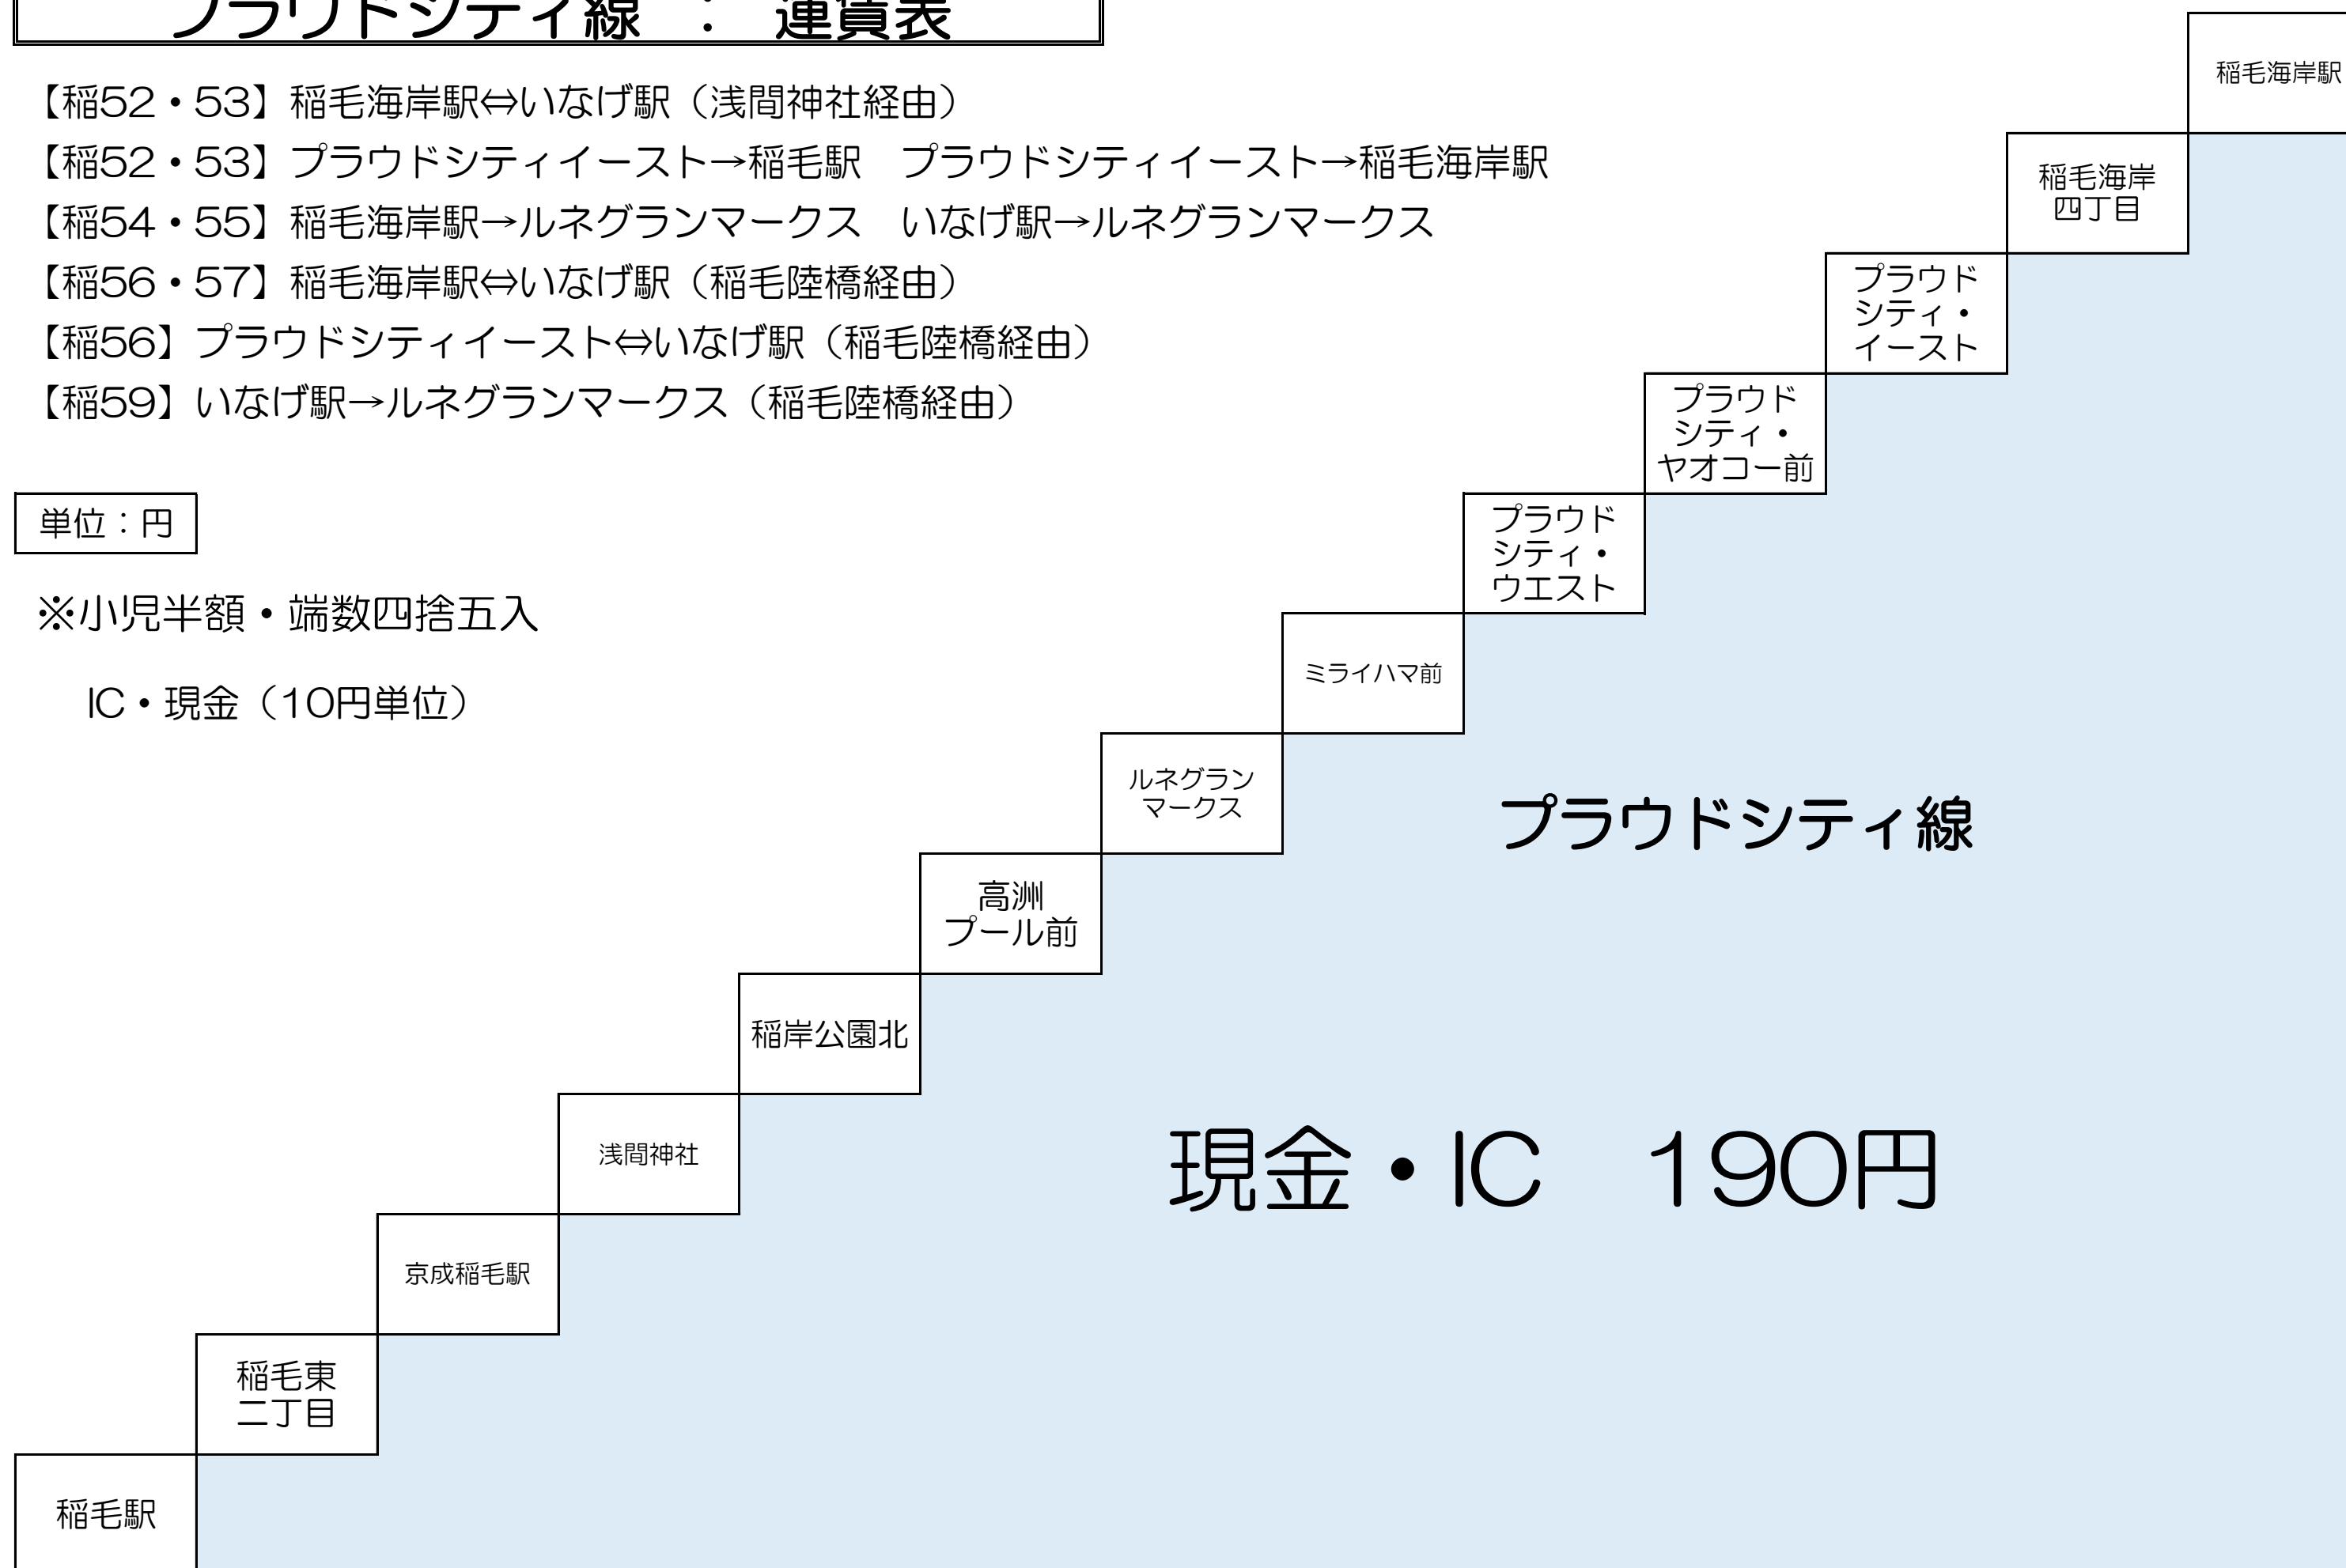 プラウドシティ線 ： 運賃表
【稲52・53】稲毛海岸駅⇔いなげ駅（浅間神社経由）
【稲52・53】プラウドシティイースト→稲毛駅　プラウドシティイースト→稲毛海岸駅
【稲54・55】稲毛海岸駅→ルネグランマークス　いなげ駅→ルネグランマークス
【稲56・57】稲毛海岸駅⇔いなげ駅（稲毛陸橋経由）
【稲56】プラウドシティイースト⇔いなげ駅（稲毛陸橋経由）
【稲59】いなげ駅→ルネグランマークス（稲毛陸橋経由）
単位：円
※小児半額・端数四捨五入
IC・現金（10円単位）
稲毛海岸駅
稲毛海岸
四丁目
プラウド
シティ・
イースト
プラウド
シティ・
ヤオコー前
プラウド
シティ・
ウエスト
ミライハマ前
ルネグラン
マークス
高洲
プール前
稲岸公園北
浅間神社
京成稲毛駅
稲毛東
二丁目
稲毛駅
プラウドシティ線
現金・IC　190円